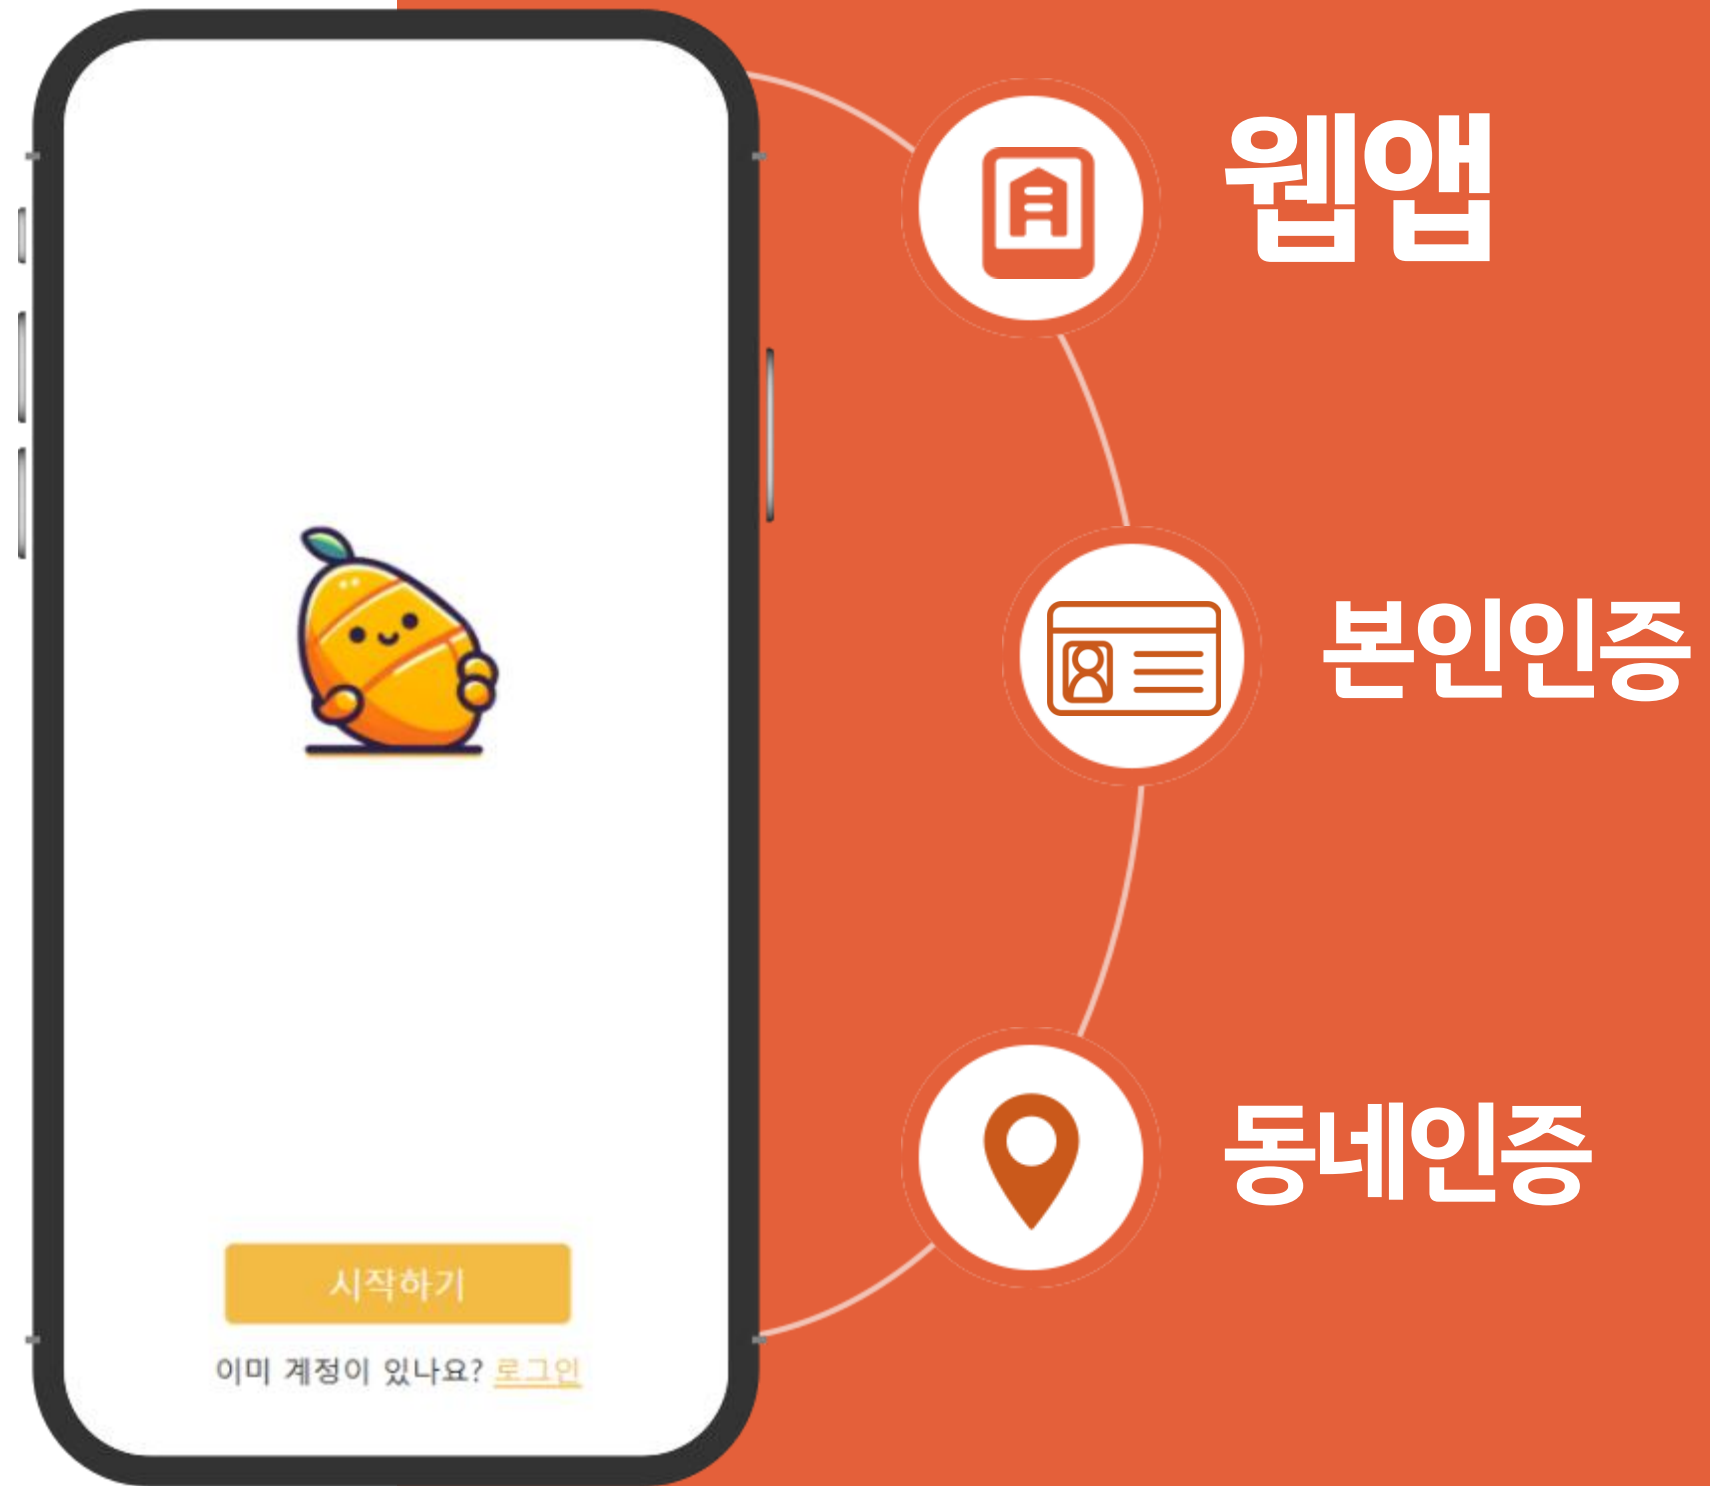 웹앱
본인인증
동네인증
시작하기
이미 계정이 있나요? 로그인